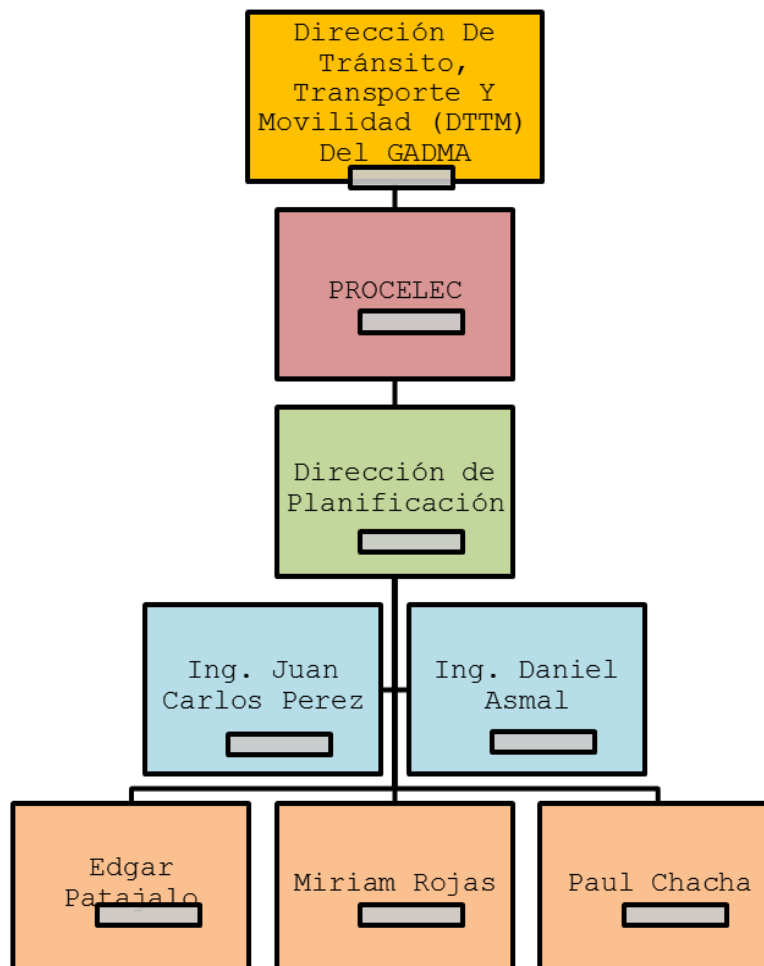 Dirección De
Tránsito,
Transporte Y
Movilidad (DTTM)
Del GADMA
PROCELEC
Dirección de
Planificación
Ing. Juan
Carlos Perez
Ing. Daniel
Asmal
Edgar
Patajalo
Miriam Rojas
Paul Chacha